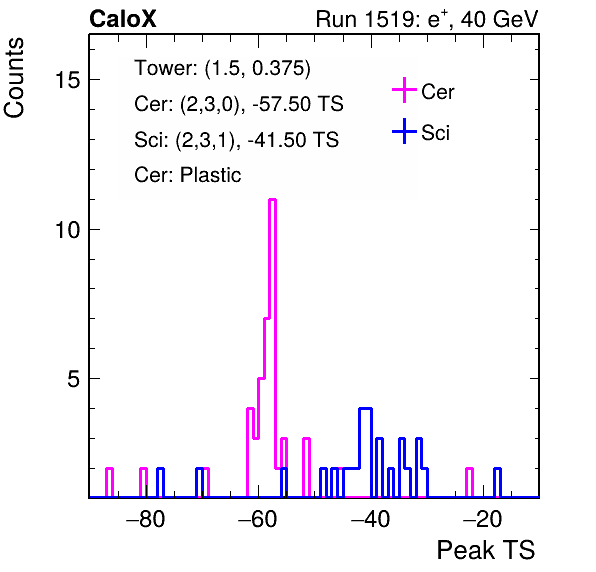 CaloX Run 1519: e⁺, 40 GeV
Counts
Tower: (1.5, 0.375)
Cer: (2,3,0), -57.50 TS
Sci: (2,3,1), -41.50 TS
Cer: Plastic
Cer
Sci
15
10
5
−80 −60 −40 −20
Peak TS